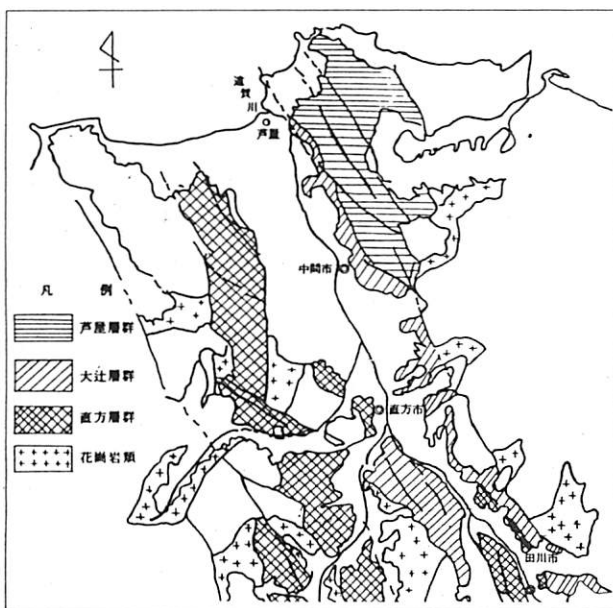 遠賀川
芦屋
中間市
凡 例
芦屋層群
大辻層群
直方層群
花崗岩類
直方市
田川市